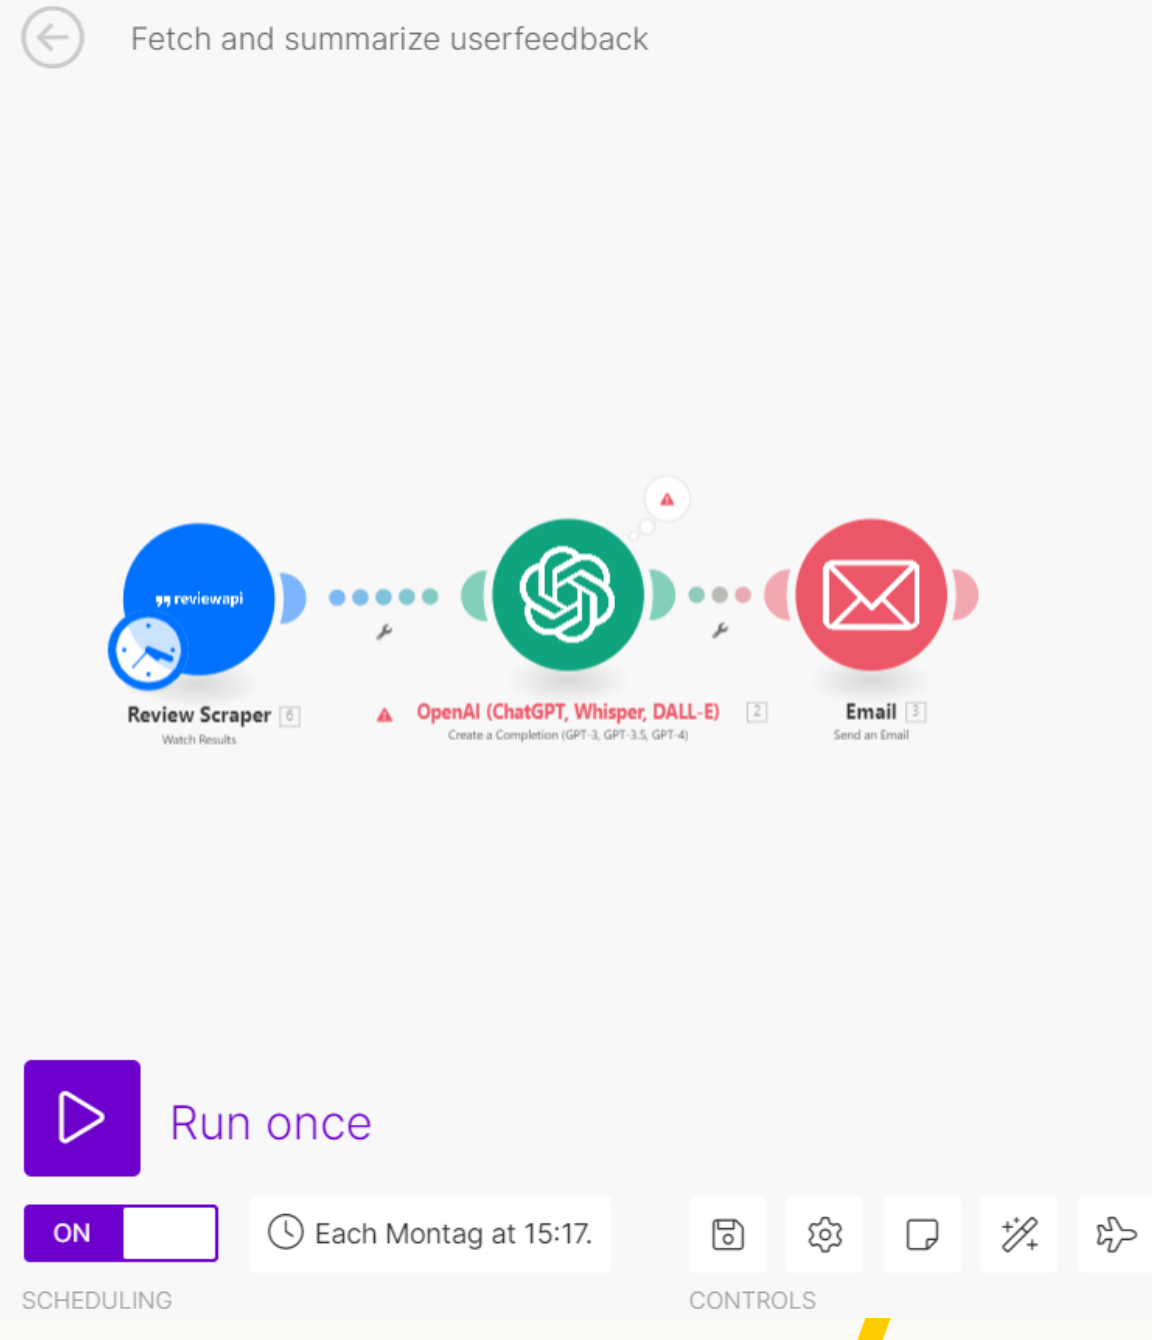 Fetch and summarize userfeedback
reviewapi
Review Scraper 6
Watch Results
OpenAI (ChatGPT, Whisper, DALL-E) 2
Create a Completion (GPT-3, GPT-3.5, GPT-4)
Email 3
Send an Email
Run once
ON
Each Montag at 15:17.
SCHEDULING
CONTROLS